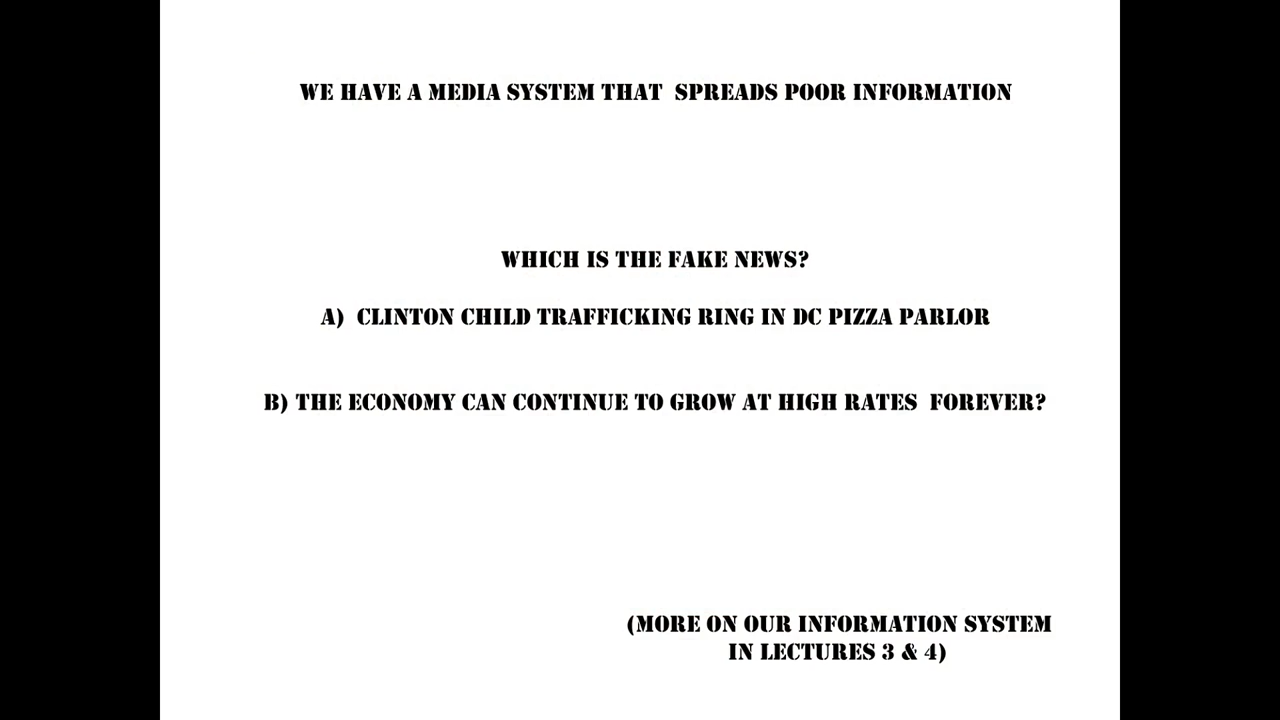 WE HAVE A MEDIA SYSTEM THAT SPREADS POOR INFORMATION
WHICH IS THE FAKE NEWS?
A) CLINTON CHILD TRAFFICKING RING IN DC PIZZA PARLOR
B) THE ECONOMY CAN CONTINUE TO GROW AT HIGH RATES FOREVER?
(MORE ON OUR INFORMATION SYSTEM
IN LECTURES 3 & 4)